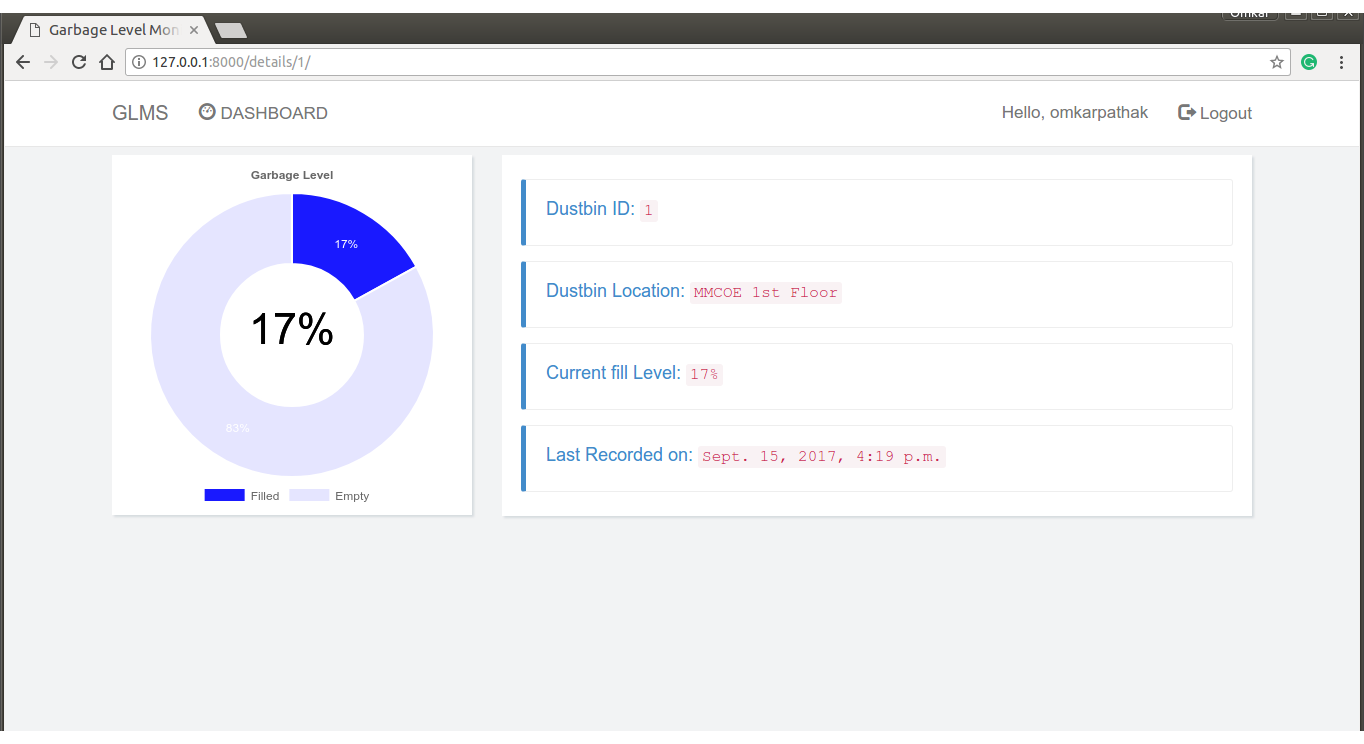 Omkar
Garbage Level Mon
127.0.0.1:8000/details/1/
GLMS DASHBOARD Hello, omkarpathak Logout
Garbage Level
17%
17%
83%
Filled Empty
Dustbin ID: 1
Dustbin Location: MMCOE 1st Floor
Current fill Level: 17%
Last Recorded on: Sept. 15, 2017, 4:19 p.m.